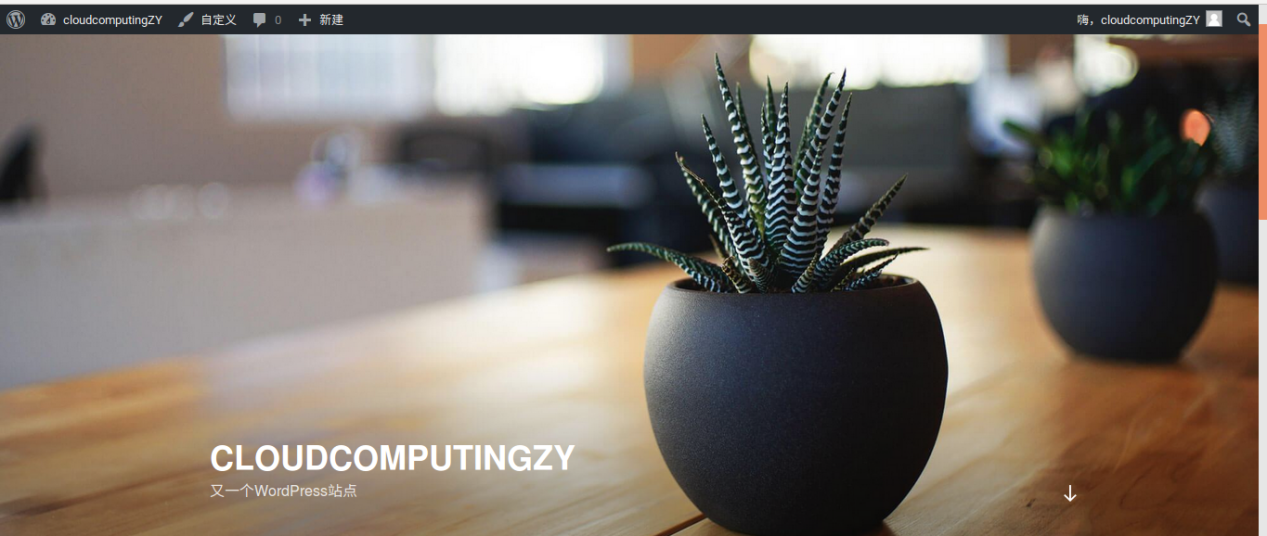 cloudcomputingZY 自定义 0 新建 嗨，cloudcomputingZY
CLOUDCOMPUTINGZY
又一个WordPress站点